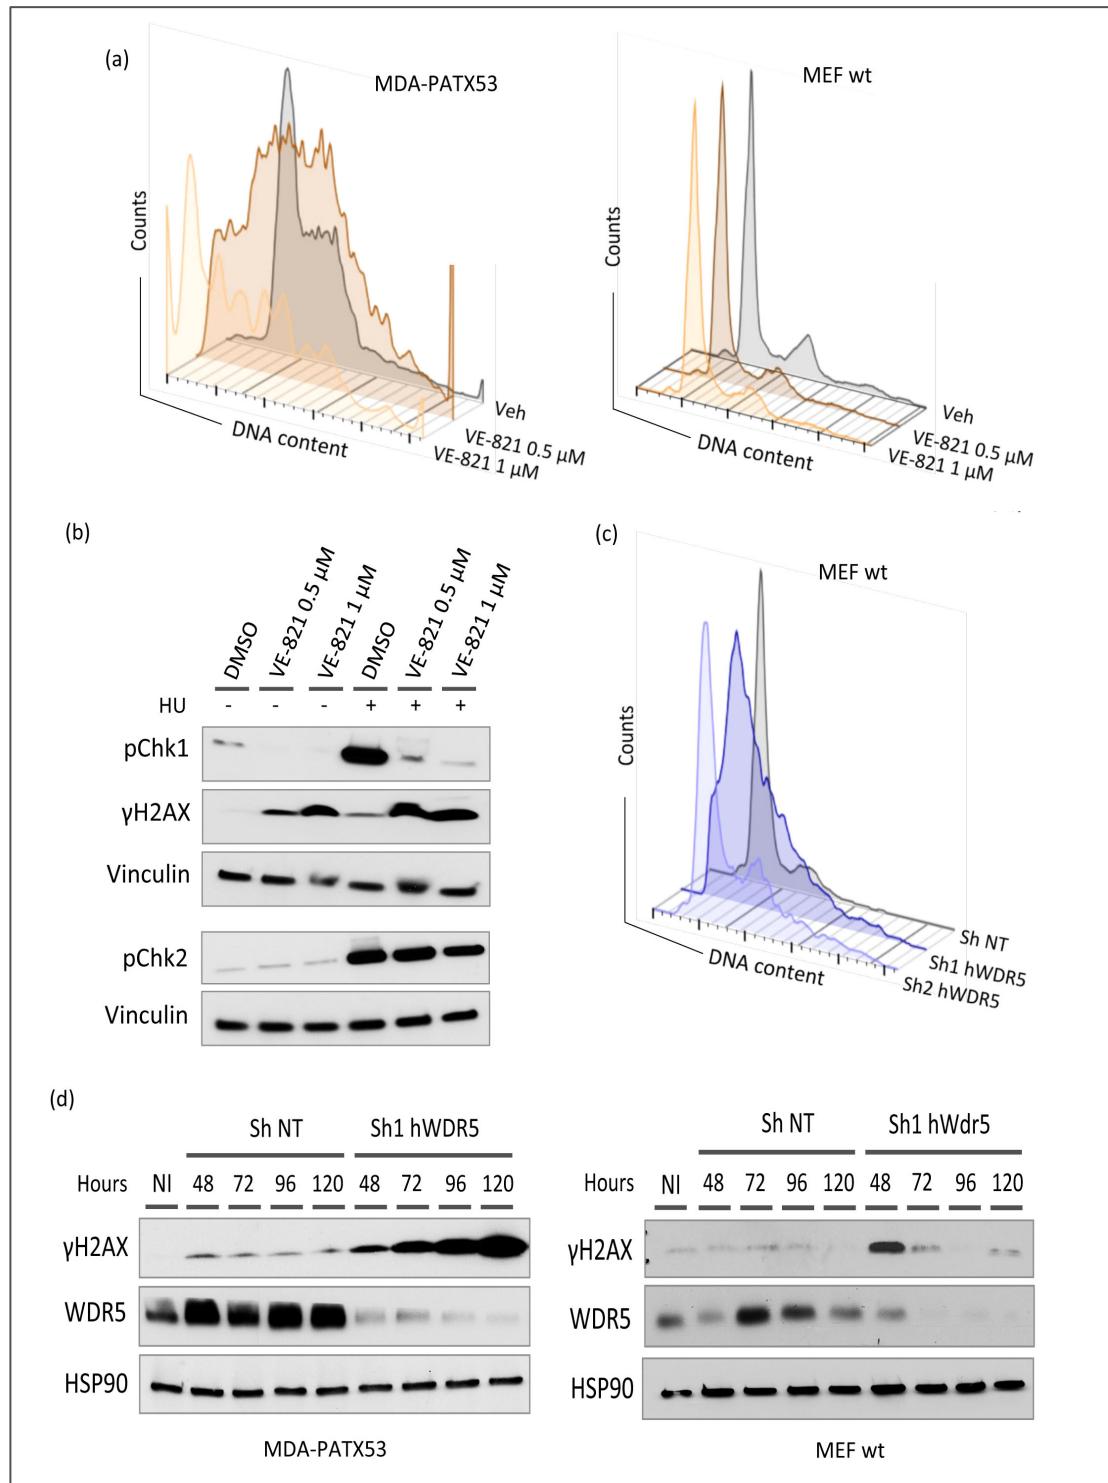 (a)
MDA-PATX53
Counts
DNA content
Veh
VE-821 0.5 μM
VE-821 1 μM
MEF wt
Counts
DNA content
Veh
VE-821 0.5 μM
VE-821 1 μM
(b)
DMSO VE-821 0.5 μM VE-821 1 μM DMSO VE-821 0.5 μM VE-821 1 μM
HU - - - + + +
pChk1
γH2AX
Vinculin
pChk2
Vinculin
(c)
MEF wt
Counts
DNA content
Sh NT
Sh1 hWDR5
Sh2 hWDR5
(d)
Sh NT Sh1 hWDR5
Hours NI 48 72 96 120 48 72 96 120
γH2AX
WDR5
HSP90
MDA-PATX53
Sh NT Sh1 hWdr5
Hours NI 48 72 96 120 48 72 96 120
γH2AX
WDR5
HSP90
MEF wt